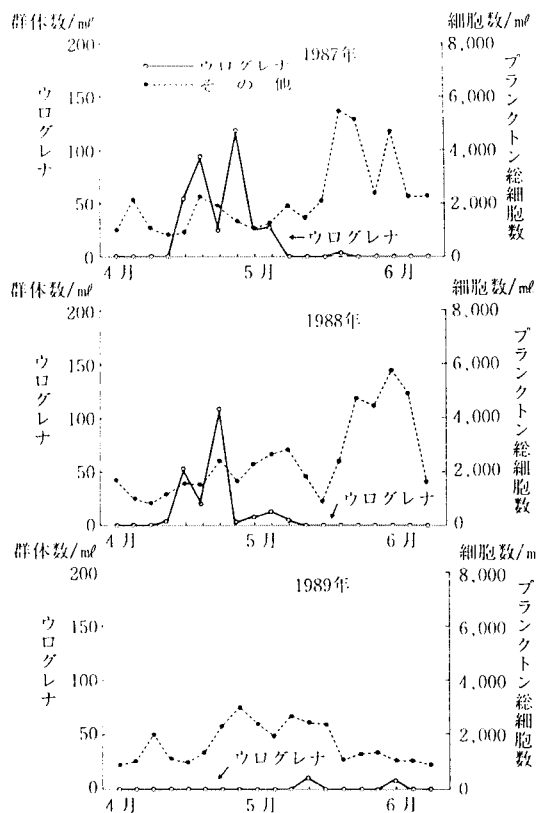 群体数/ml 細胞数/ml
200 8,000
1987年
ウログレナ
その他
150 6,000
100 4,000
50 2,000
0 0
ウログレナ
プランクトン総細胞数
←ウログレナ
4月 5月 6月
群体数/ml 細胞数/ml
200 8,000
1988年
150 6,000
100 4,000
50 2,000
0 0
ウログレナ
プランクトン総細胞数
ウログレナ
4月 5月 6月
群体数/ml 細胞数/m
200 8,000
1989年
150 6,000
100 4,000
50 2,000
0 0
ウログレナ
プランクトン総細胞数
ウログレナ
4月 5月 6月